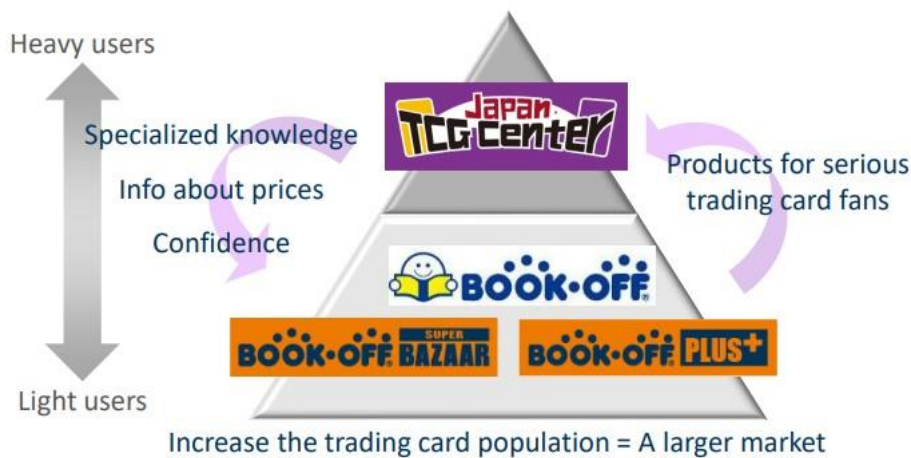 Heavy users
Japan
TCG Center
Specialized knowledge
Info about prices
Confidence
Products for serious
trading card fans
BOOK•OFF®
BOOK•OFF® SUPER BAZAAR
BOOK•OFF® PLUS+
Light users
Increase the trading card population = A larger market